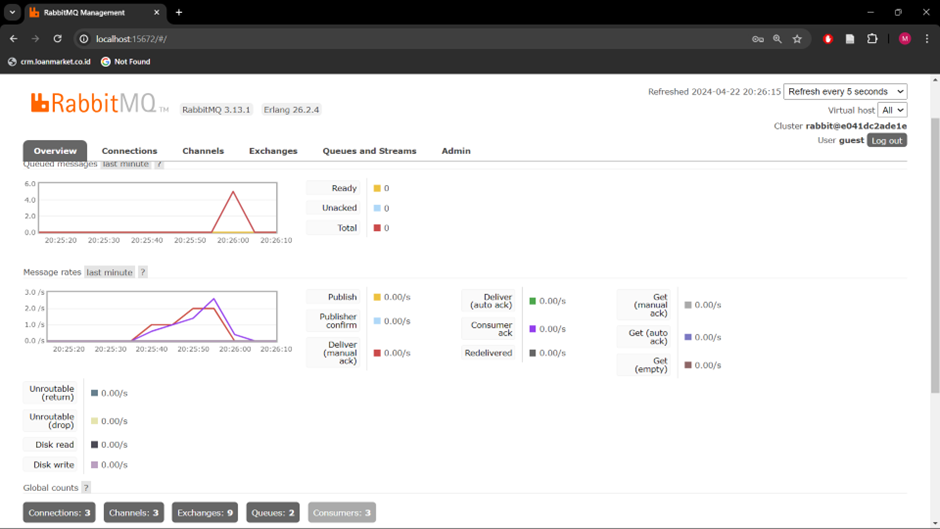 RabbitMQ Management
localhost:15672/#/
crm.loanmarket.co.id Not Found
M
RabbitMQ TM RabbitMQ 3.13.1 Erlang 26.2.4
Refreshed 2024-04-22 20:26:15 Refresh every 5 seconds
Virtual host All
Cluster rabbit@e041dc2ade1e
User guest Log out
Overview Connections Channels Exchanges Queues and Streams Admin
Queued messages last minute ?
6.0
4.0
2.0
0.0
20:25:20 20:25:30 20:25:40 20:25:50 20:26:00 20:26:10
Ready 0
Unacked 0
Total 0
Message rates last minute ?
3.0 /s
2.0 /s
1.0 /s
0.0 /s
20:25:20 20:25:30 20:25:40 20:25:50 20:26:00 20:26:10
Publish 0.00/s
Publisher
confirm 0.00/s
Deliver
(manual
ack) 0.00/s
Deliver
(auto ack) 0.00/s
Consumer
ack 0.00/s
Redelivered 0.00/s
Get
(manual
ack) 0.00/s
Get (auto
ack) 0.00/s
Get
(empty) 0.00/s
Unroutable
(return) 0.00/s
Unroutable
(drop) 0.00/s
Disk read 0.00/s
Disk write 0.00/s
Global counts ?
Connections: 3 Channels: 3 Exchanges: 9 Queues: 2 Consumers: 3